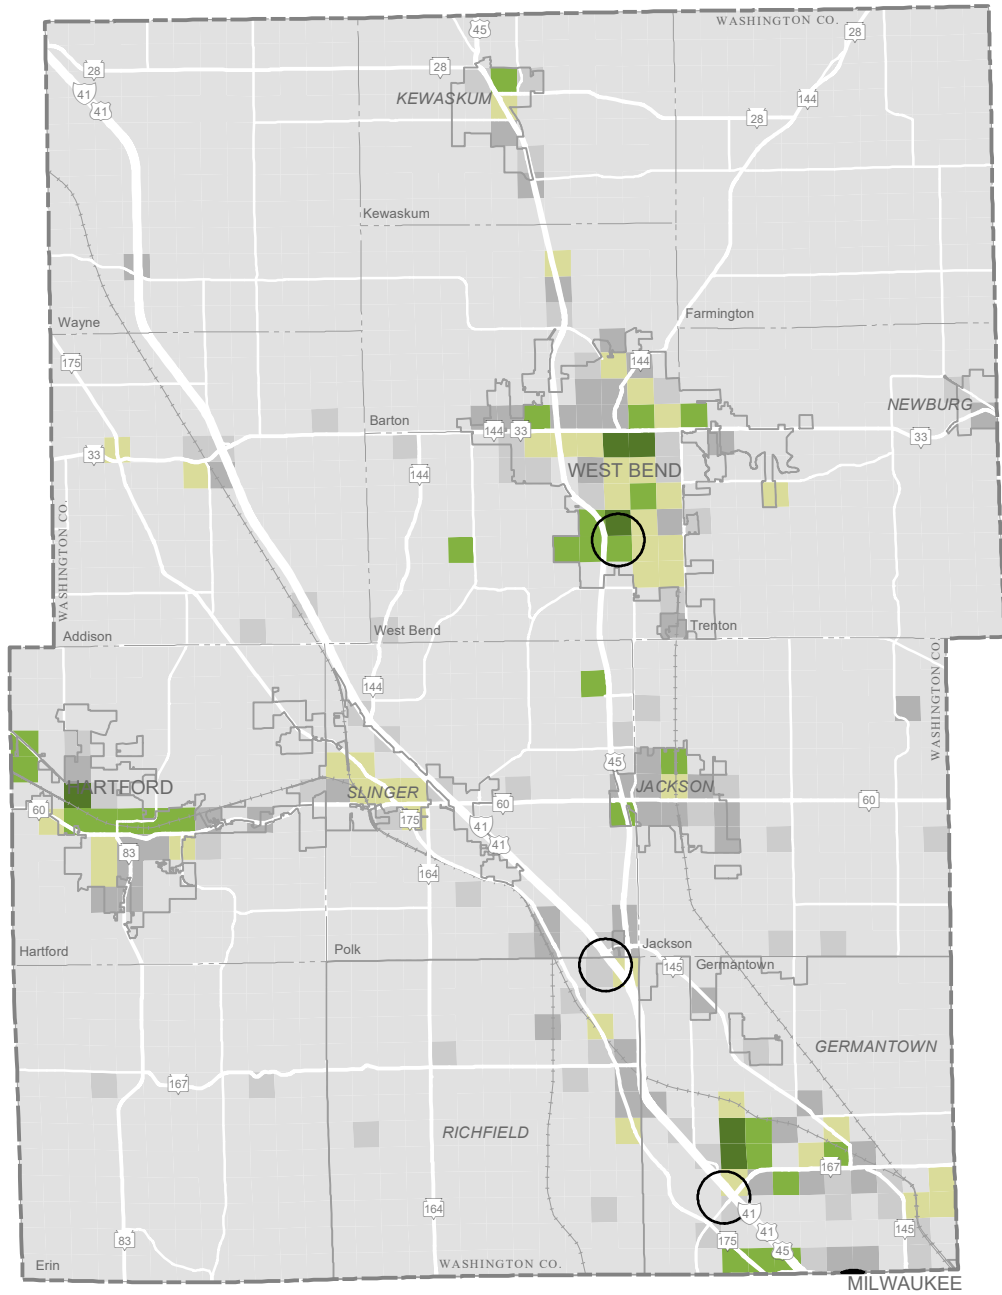 WASHINGTON CO.
45
28
28
28
41
41
KEWASKUM
144
28
Kewaskum
Wayne
Farmington
175
144
NEWBURG
Barton
144
33
33
33
144
WEST BEND
WASHINGTON CO.
Addison
West Bend
Trenton
WASHINGTON CO.
144
45
HARTFORD
SLINGER
JACKSON
60
60
60
175
41
41
83
164
Hartford
Polk
Jackson
145
Germantown
GERMANTOWN
167
RICHFIELD
167
164
41
145
83
175
41
45
Erin
WASHINGTON CO.
MILWAUKEE